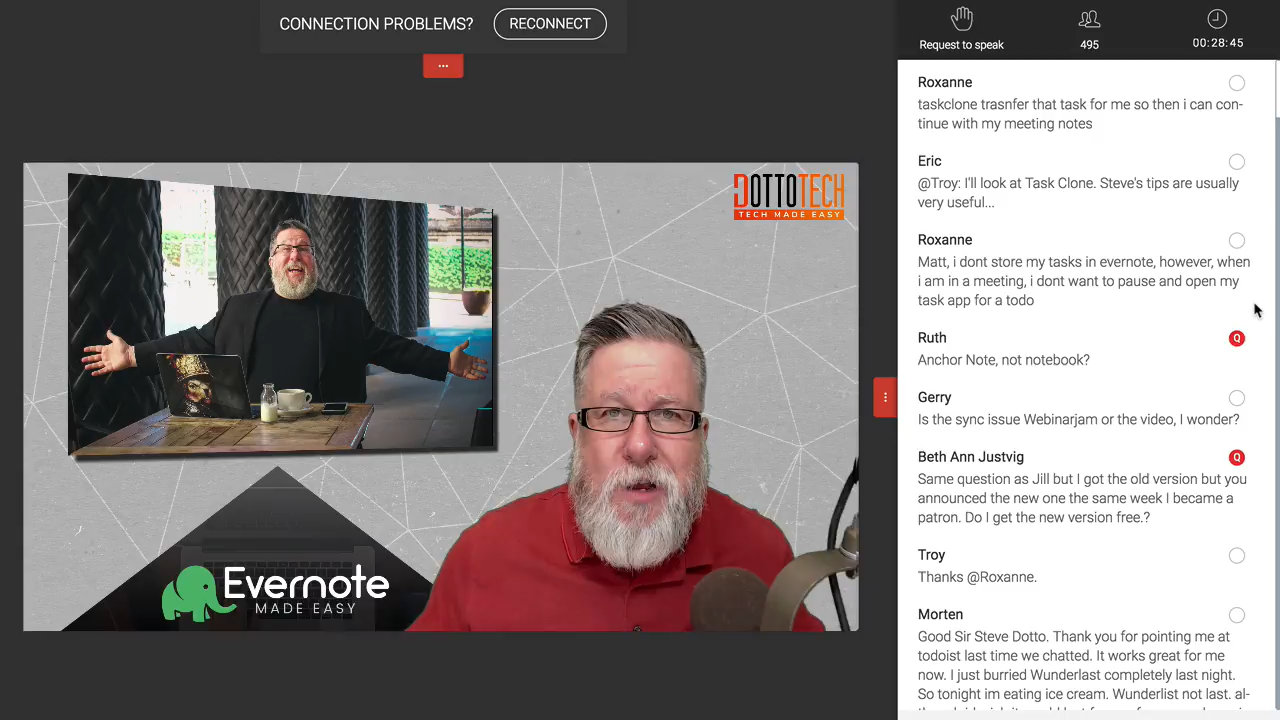 CONNECTION PROBLEMS?
RECONNECT
...
DOTTOTECH
TECH MADE EASY
Evernote
MADE EASY
Request to speak
495
00:28:45
Roxanne
taskclone trasnfer that task for me so then i can con-
tinue with my meeting notes
Eric
@Troy: I'll look at Task Clone. Steve's tips are usually
very useful...
Roxanne
Matt, i dont store my tasks in evernote, however, when
i am in a meeting, i dont want to pause and open my
task app for a todo
Ruth
Q
Anchor Note, not notebook?
Gerry
Is the sync issue Webinarjam or the video, I wonder?
Beth Ann Justvig
Q
Same question as Jill but I got the old version but you
announced the new one the same week I became a
patron. Do I get the new version free.?
Troy
Thanks @Roxanne.
Morten
Good Sir Steve Dotto. Thank you for pointing me at
todoist last time we chatted. It works great for me
now. I just burried Wunderlast completely last night.
So tonight im eating ice cream. Wunderlist not last. al-